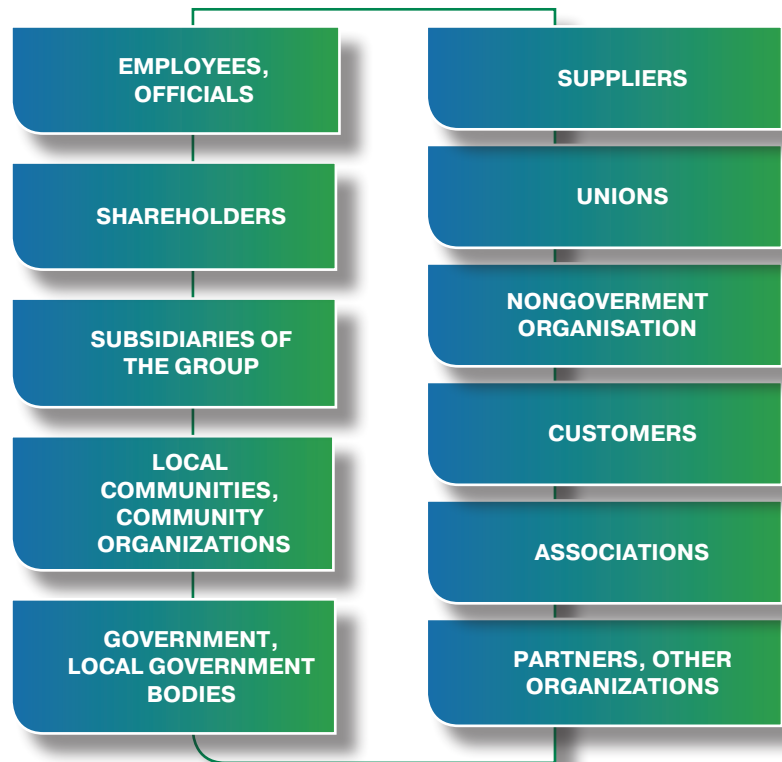 EMPLOYEES,
OFFICIALS
SHAREHOLDERS
SUBSIDIARIES OF
THE GROUP
LOCAL
COMMUNITIES,
COMMUNITY
ORGANIZATIONS
GOVERNMENT,
LOCAL GOVERNMENT
BODIES
SUPPLIERS
UNIONS
NONGOVERMENT
ORGANISATION
CUSTOMERS
ASSOCIATIONS
PARTNERS, OTHER
ORGANIZATIONS